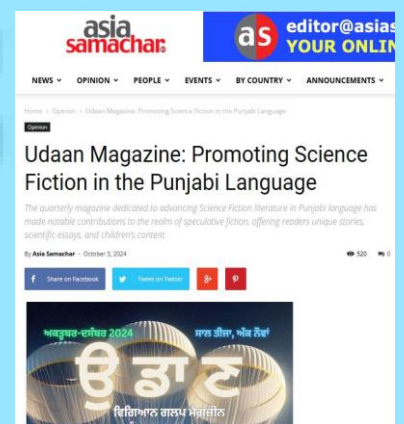 asia
samachar
as
editor@asias
YOUR ONLIN
NEWS OPINION PEOPLE EVENTS BY COUNTRY ANNOUNCEMENTS
Home › Opinion › Udaan Magazine: Promoting Science Fiction in the Punjabi Language
Opinion
Udaan Magazine: Promoting Science
Fiction in the Punjabi Language
The quarterly magazine dedicated to advancing Science Fiction literature in Punjabi language has
made notable contributions to the realm of speculative fiction, offering readers unique stories,
scientific essays, and children's content
By Asia Samachar - October 3, 2024 520 0
Share on Facebook Tweet on Twitter
ਅਕਤੂਬਰ-ਦਸੰਬਰ 2024 ਸਾਲ ਤੀਜਾ, ਅੰਕ ਨੌਵਾਂ
ਉਡਾਣ
ਵਿਗਿਆਨ ਗਲਪ ਮੈਗਜ਼ੀਨ